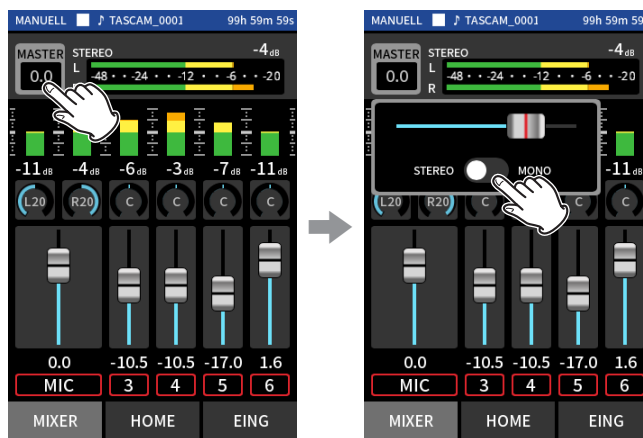 MANUELL TASCAM_0001 99h 59m 59s
MASTER STEREO -4dB
0.0 L -48 · · -24 · · -12 · · -6 · · -20
-11dB -4dB -6dB -3dB -7dB -11dB
L20 R20 C C C C
0.0 -10.5 -10.5 -17.0 1.6
MIC 3 4 5 6
MIXER HOME EING
MANUELL TASCAM_0001 99h 59m 59
MASTER STEREO -4dB
0.0 L -48 · · -24 · · -12 · · -6 · · -20
R
STEREO MONO
-11dB
L20 R20 C C C
0.0 -10.5 -10.5 -17.0 1.6
MIC 3 4 5 6
MIXER HOME EING